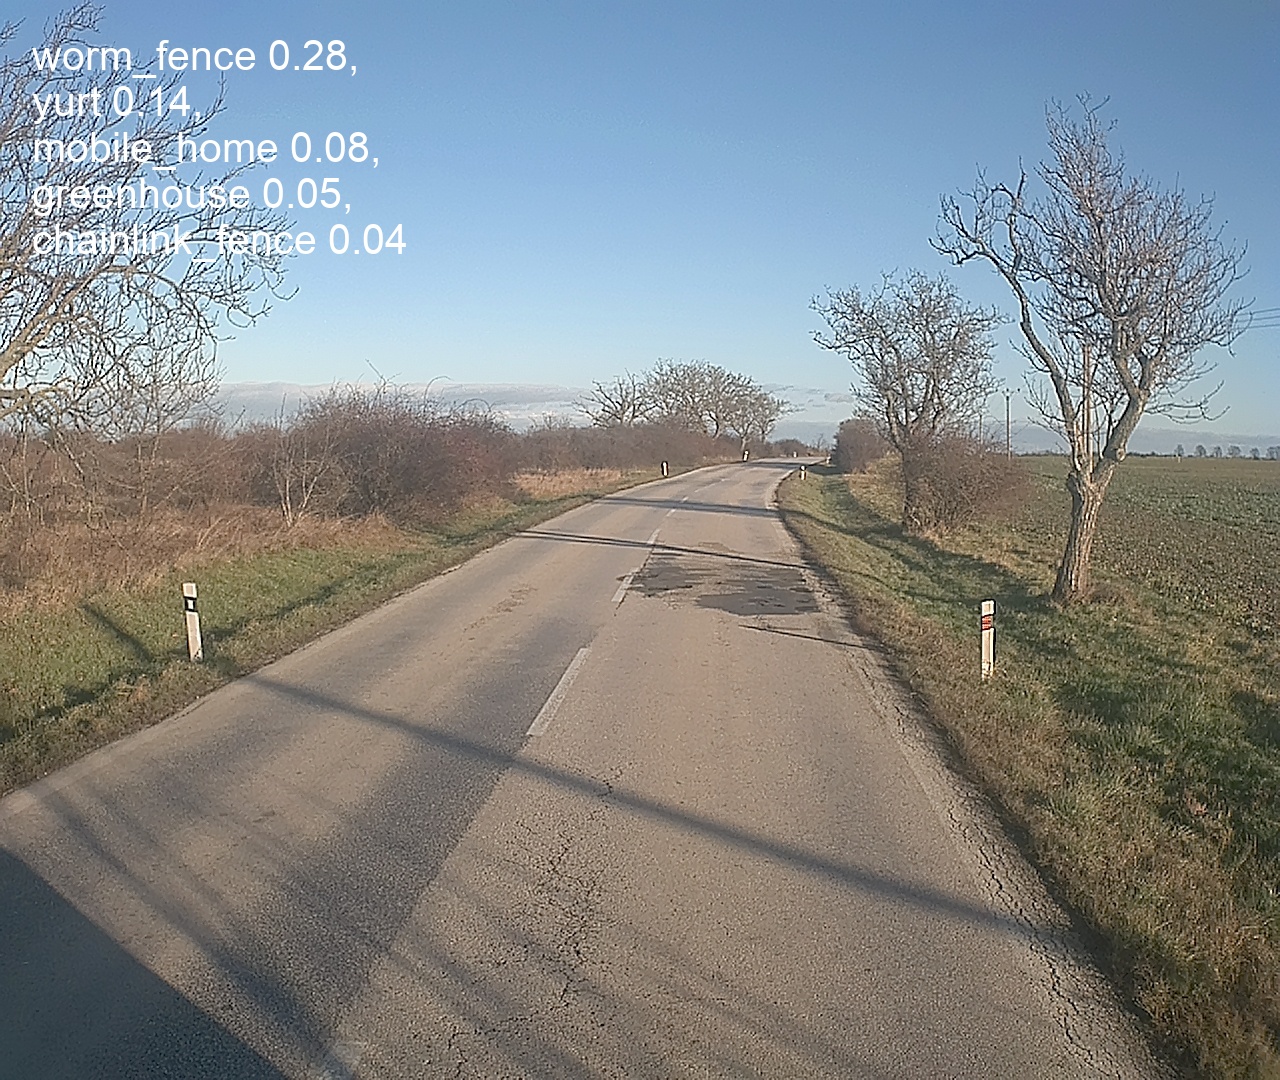 worm_fence 0.28,
yurt 0.14,
mobile_home 0.08,
greenhouse 0.05,
chainlink_fence 0.04